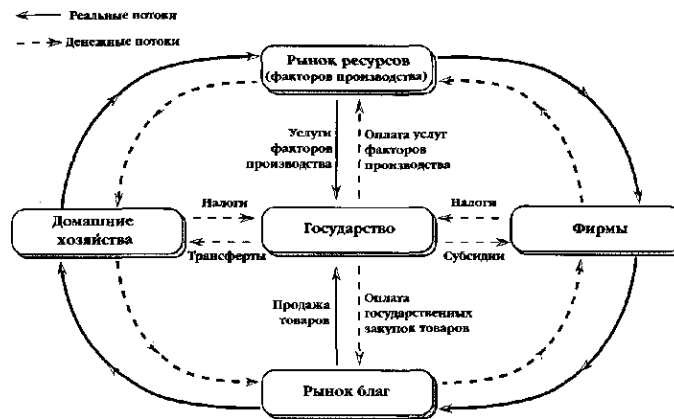 Реальные потоки
Денежные потоки
Рынок ресурсов
(факторов производства)
Услуги
факторов
производства
Оплата услуг
факторов
производства
Налоги
Налоги
Домашние
хозяйства
Государство
Фирмы
Трансферты
Субсидии
Продажа
товаров
Оплата
государственных
закупок товаров
Рынок благ